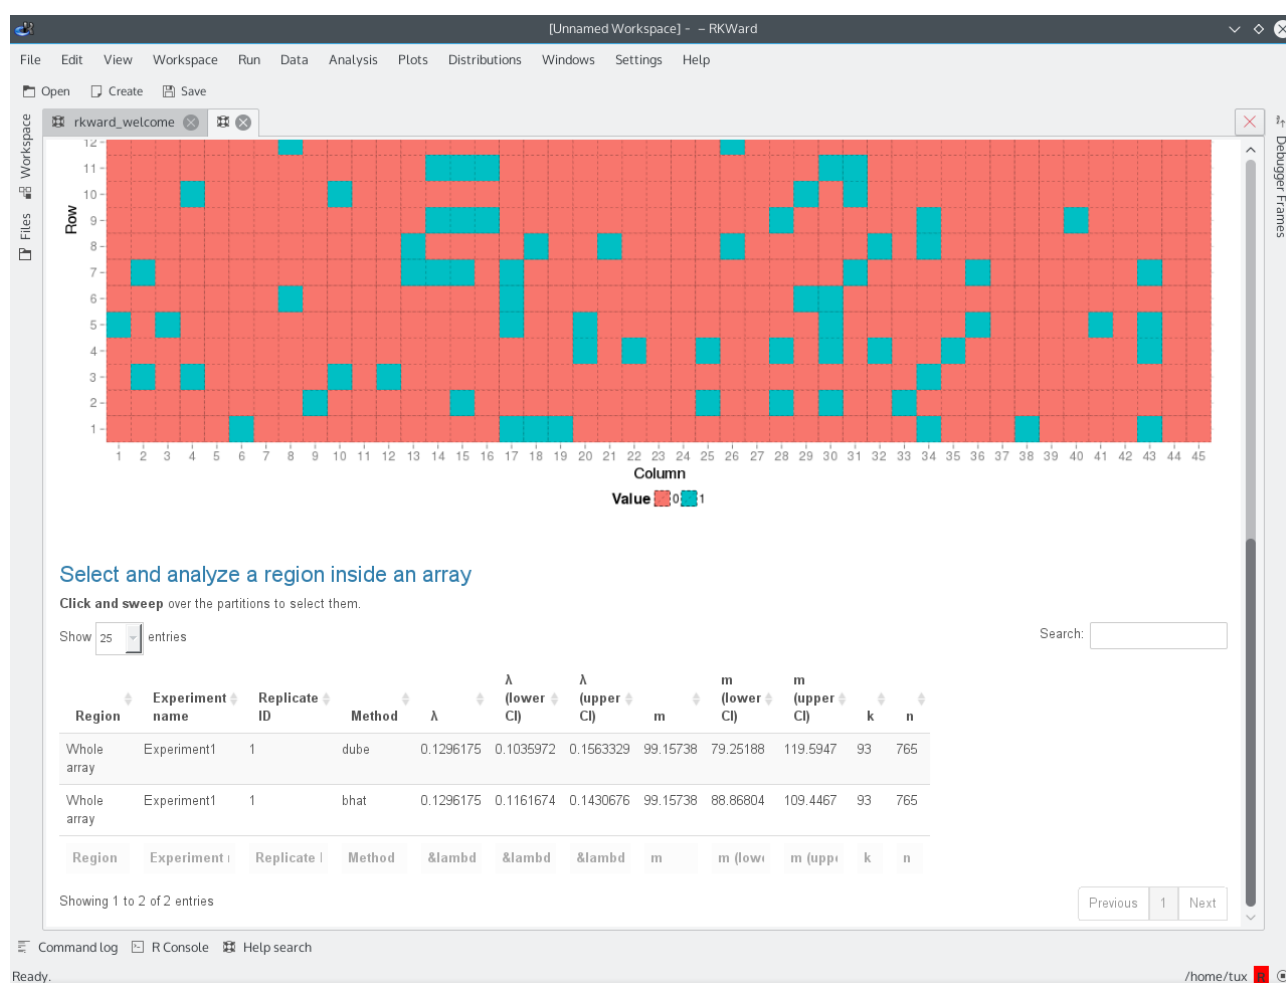 [Unnamed Workspace] - – RKWard
File Edit View Workspace Run Data Analysis Plots Distributions Windows Settings Help
Open Create Save
rkward_welcome
Workspace
Files
Debugger Frames
Row
12
11
10
9
8
7
6
5
4
3
2
1
1 2 3 4 5 6 7 8 9 10 11 12 13 14 15 16 17 18 19 20 21 22 23 24 25 26 27 28 29 30 31 32 33 34 35 36 37 38 39 40 41 42 43 44 45
Column
Value 0 1
Select and analyze a region inside an array
Click and sweep over the partitions to select them.
Show 25 entries Search:
λ λ m m
(lower (upper (lower (upper
Experiment Replicate
Region name ID Method λ CI) CI) m CI) CI) k n
Whole Experiment1 1 dube 0.1296175 0.1035972 0.1563329 99.15738 79.25188 119.5947 93 765
array
Whole Experiment1 1 bhat 0.1296175 0.1161674 0.1430676 99.15738 88.86804 109.4467 93 765
array
Region Experiment Replicate Method &lambd &lambd &lambd m m (low m (upp k n
Showing 1 to 2 of 2 entries Previous 1 Next
Command log R Console Help search
Ready. /home/tux R